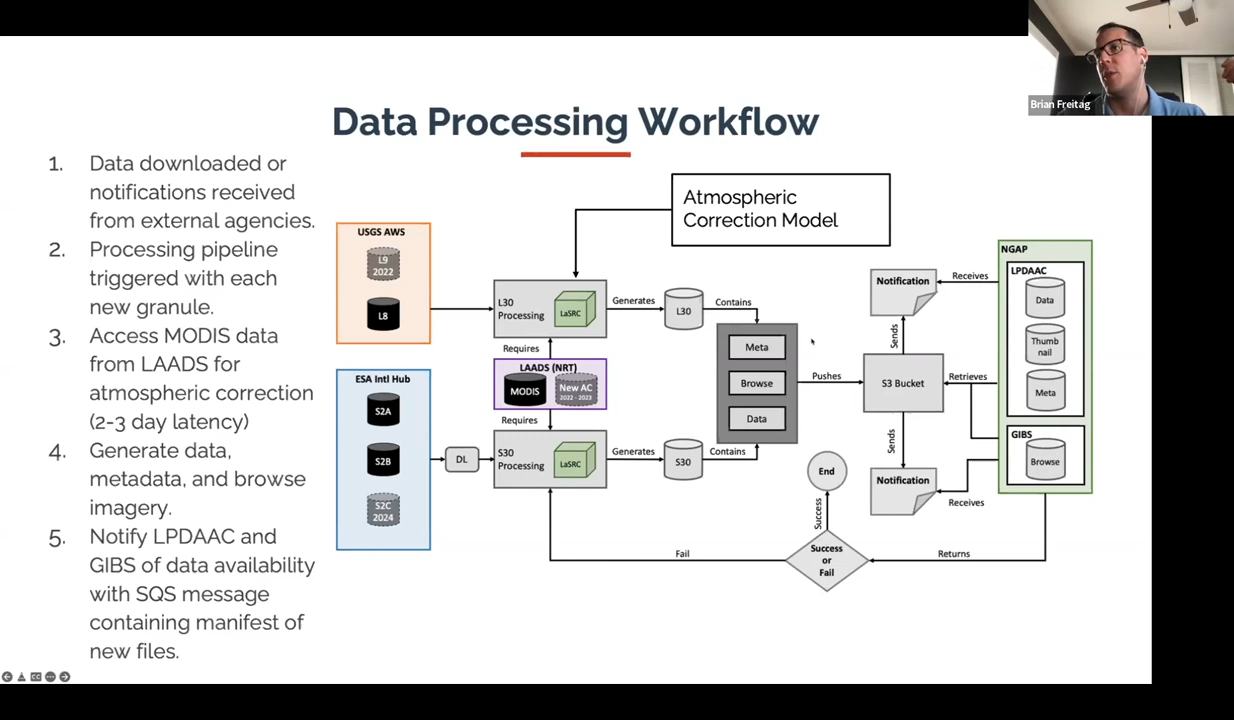 Brian Freitag
Data Processing Workflow
1. Data downloaded or
notifications received
from external agencies.
2. Processing pipeline
triggered with each
new granule.
3. Access MODIS data
from LAADS for
atmospheric correction
(2-3 day latency)
4. Generate data,
metadata, and browse
imagery.
5. Notify LPDAAC and
GIBS of data availability
with SQS message
containing manifest of
new files.
Atmospheric
Correction Model
USGS AWS
L9
2022
L8
ESA Intl Hub
S2A
S2B
S2C
2024
DL
L30
Processing
LaSRC
Requires
LAADS (NRT)
MODIS
New AC
2022 - 2023
Requires
S30
Processing
LaSRC
Generates
L30
Contains
Generates
S30
Contains
Meta
Browse
Data
Pushes
S3 Bucket
Sends
Notification
Receives
Sends
Notification
Receives
Retrieves
NGAP
LPDAAC
Data
Thumb
nail
Meta
GIBS
Browse
Returns
Success
or
Fail
Success
End
Fail